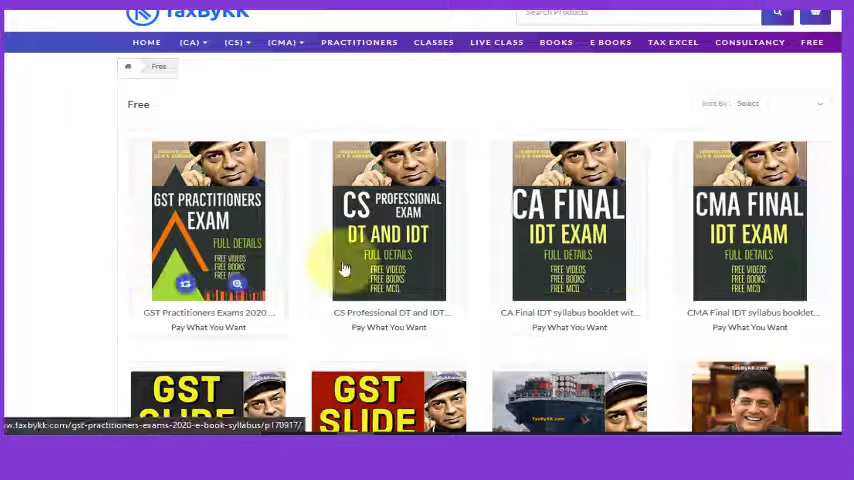 TaxByKK
Search Products
HOME (CA) (CS) (CMA) PRACTITIONERS CLASSES LIVE CLASS BOOKS E BOOKS TAX EXCEL CONSULTANCY FREE
Free
Free
Sort By : Select
GST PRACTITIONERS
EXAM
FULL DETAILS
FREE VIDEOS
FREE BOOKS
CS PROFESSIONAL
EXAM
DT AND IDT
FULL DETAILS
FREE VIDEOS
FREE BOOKS
FREE MCQ
CA FINAL
IDT EXAM
FULL DETAILS
FREE VIDEOS
FREE BOOKS
FREE MCQ
CMA FINAL
IDT EXAM
FULL DETAILS
FREE VIDEOS
FREE BOOKS
FREE MCQ
GST Practitioners Exams 2020 ...
CS Professional DT and IDT...
CA Final IDT syllabus booklet wit...
CMA Final IDT syllabus booklet...
Pay What You Want
Pay What You Want
Pay What You Want
Pay What You Want
GST
SLIDE
GST
SLIDE
TaxByKK.com
TaxByKK.com
w.taxbykk.com/gst-practitioners-exams-2020-e-book-syllabus/p170917/